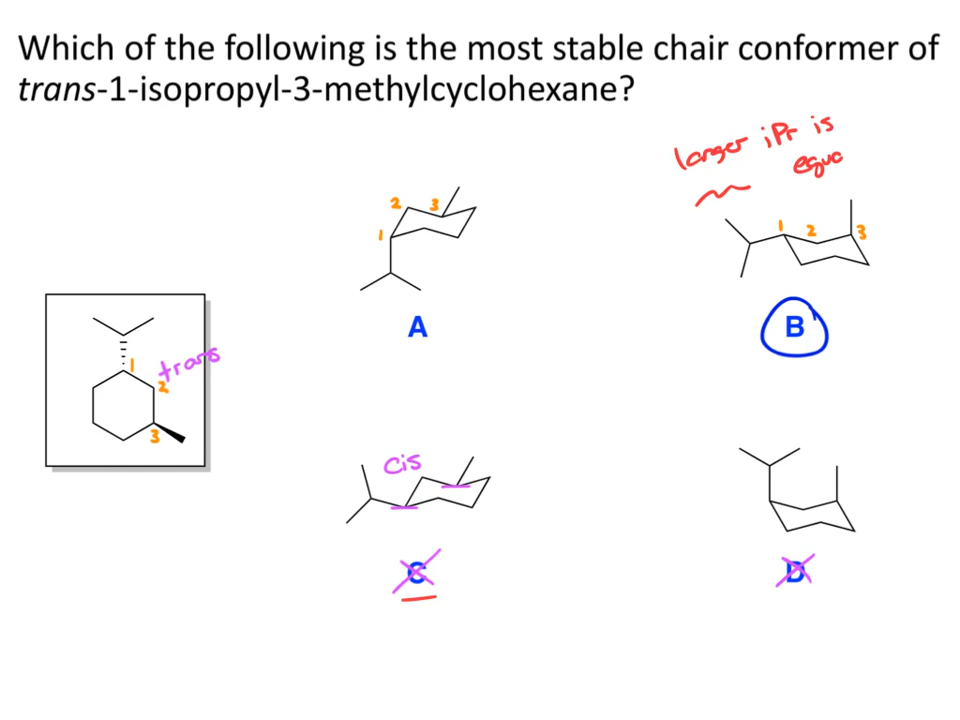 Which of the following is the most stable chair conformer of
trans-1-isopropyl-3-methylcyclohexane?
larger iPr is
equa
2 3
1
1 2 3
A
B
1
trans
2
3
cis
C
D